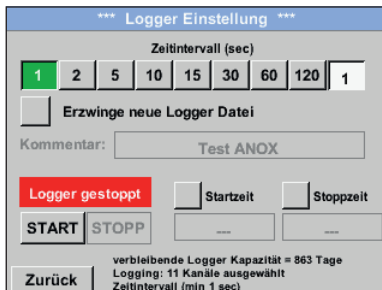 *** Logger Einstellung ***
Zeitintervall (sec)
1 2 5 10 15 30 60 120 1
Erzwinge neue Logger Datei
Kommentar: Test ANOX
Logger gestoppt Startzeit Stoppzeit
START STOPP --- ---
verbleibende Logger Kapazität = 863 Tage
Logging: 11 Kanäle ausgewählt
Zurück Zeitintervall (min 1 sec)